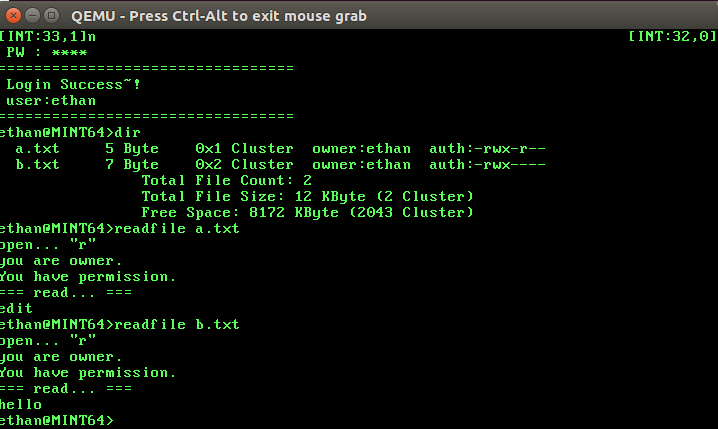 QEMU - Press Ctrl-Alt to exit mouse grab
[INT:33,1]n [INT:32,0]
PW : ****
=================================
Login Success~!
user:ethan
=================================
ethan@MINT64>dir
a.txt 5 Byte 0x1 Cluster owner:ethan auth:-rwx-r--
b.txt 7 Byte 0x2 Cluster owner:ethan auth:-rwx----
Total File Count: 2
Total File Size: 12 KByte (2 Cluster)
Free Space: 8172 KByte (2043 Cluster)
ethan@MINT64>readfile a.txt
open... "r"
you are owner.
You have permission.
=== read... ===
edit
ethan@MINT64>readfile b.txt
open... "r"
you are owner.
You have permission.
=== read... ===
hello
ethan@MINT64>